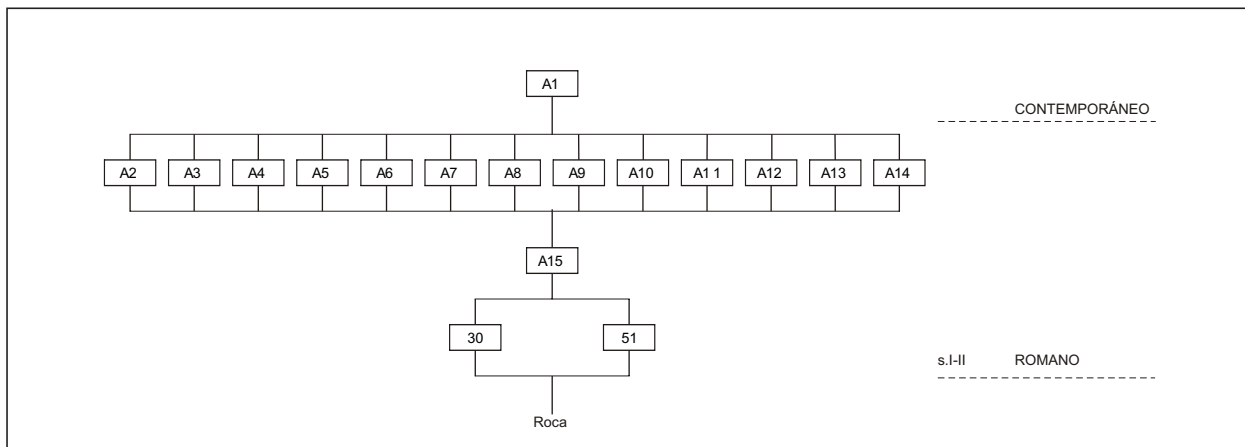 A1
CONTEMPORÁNEO
A2 A3 A4 A5 A6 A7 A8 A9 A10 A1 1 A12 A13 A14
A15
30 51
s.I-II ROMANO
Roca